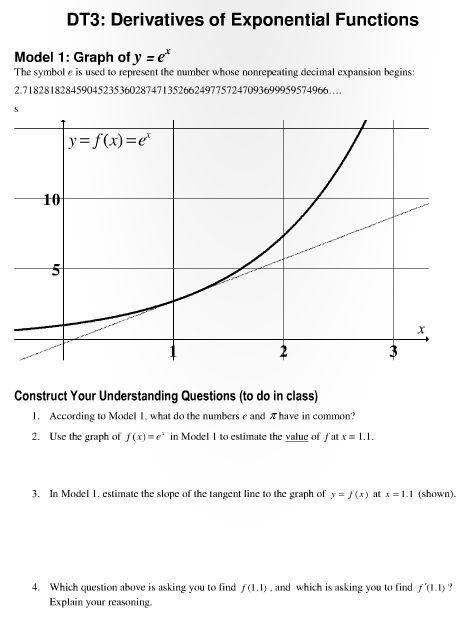 DT3: Derivatives of Exponential Functions
Model 1: Graph of y = eˣ
The symbol e is used to represent the number whose nonrepeating decimal expansion begins:
2.71828182845904523536028747135266249775724709369995957496 6….
s
y = f(x) = eˣ
10
5
x
1
2
3
Construct Your Understanding Questions (to do in class)
1. According to Model 1, what do the numbers e and π have in common?
2. Use the graph of f(x) = eˣ in Model 1 to estimate the value of f at x = 1.1.
3. In Model 1, estimate the slope of the tangent line to the graph of y = f(x) at x = 1.1 (shown).
4. Which question above is asking you to find f(1.1), and which is asking you to find f′(1.1)?
Explain your reasoning.